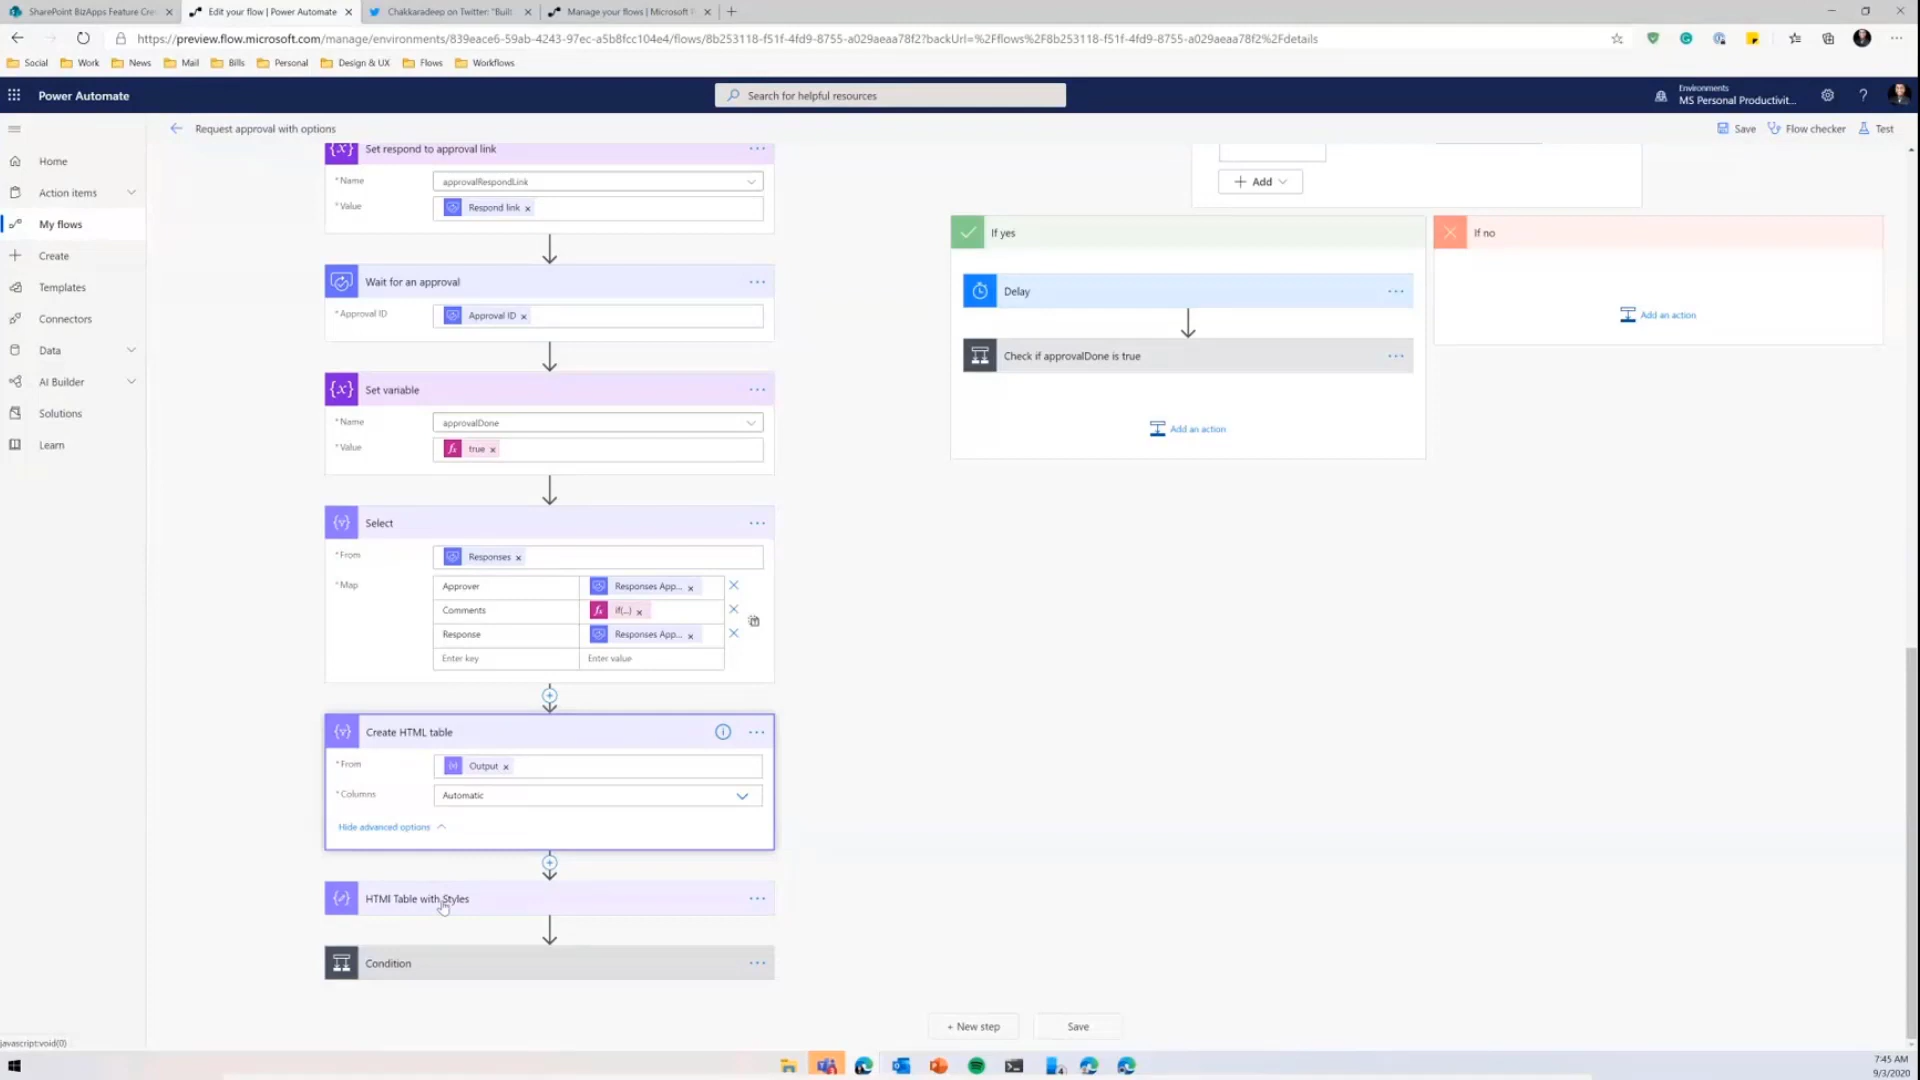 SharePoint BizApps Feature Cre
Edit your flow | Power Automate
Chakkaradeep on Twitter: "Built
Manage your flows | Microsoft P
https://preview.flow.microsoft.com/manage/environments/839eace6-59ab-4243-97ec-a5b8fcc104e4/flows/8b253118-f51f-4fd9-8755-a029aeaa78f2?backUrl=%2Fflows%2F8b253118-f51f-4fd9-8755-a029aeaa78f2%2Fdetails
Social Work News Mail Bills Personal Design & UX Flows Workflows
Power Automate
Search for helpful resources
Environments
MS Personal Productivit...
Request approval with options
Save Flow checker Test
Home
Action items
My flows
Create
Templates
Connectors
Data
AI Builder
Solutions
Learn
Set respond to approval link
* Name approvalRespondLink
* Value Respond link
Wait for an approval
* Approval ID Approval ID
Set variable
* Name approvalDone
* Value fx true
Select
* From Responses
* Map Approver Responses App...
Comments fx if(...)
Response Responses App...
Enter key Enter value
Create HTML table
* From Output
* Columns Automatic
Hide advanced options
HTMl Table with Styles
Condition
+ Add
If yes
Delay
Check if approvalDone is true
Add an action
If no
Add an action
+ New step Save
javascript:void(0)
7:45 AM
9/3/2020